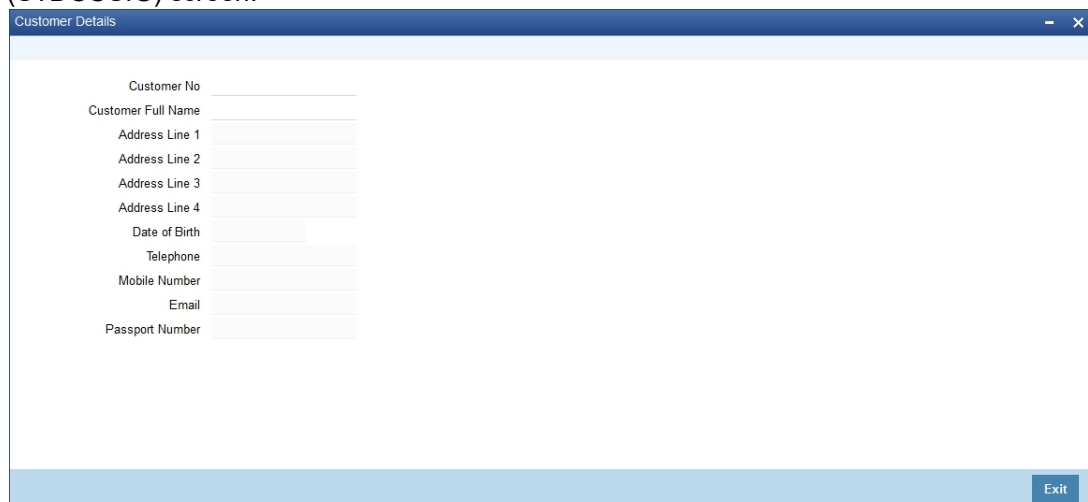 Customer Details
Customer No
Customer Full Name
Address Line 1
Address Line 2
Address Line 3
Address Line 4
Date of Birth
Telephone
Mobile Number
Email
Passport Number
Exit